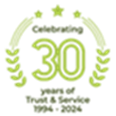 Celebrating
30
years of
Trust & Service
1994 - 2024